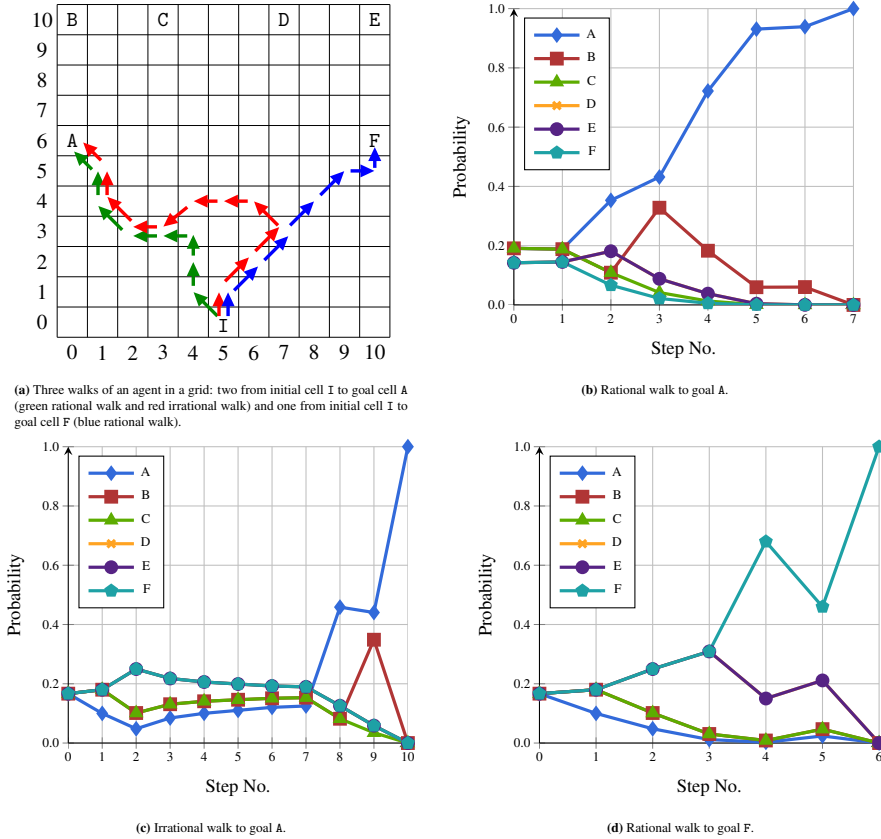 10 B C D E
9
8
7
6 A F
5
4
3
2
1
0 I
0 1 2 3 4 5 6 7 8 9 10
(a) Three walks of an agent in a grid: two from initial cell I to goal cell A
(green rational walk and red irrational walk) and one from initial cell I to
goal cell F (blue rational walk).
1.0
0.8
0.6
0.4
0.2
0.0
Probability
A
B
C
D
E
F
0 1 2 3 4 5 6 7
Step No.
(b) Rational walk to goal A.
1.0
0.8
0.6
0.4
0.2
0.0
Probability
A
B
C
D
E
F
0 1 2 3 4 5 6 7 8 9 10
Step No.
(c) Irrational walk to goal A.
1.0
0.8
0.6
0.4
0.2
0.0
Probability
A
B
C
D
E
F
0 1 2 3 4 5 6
Step No.
(d) Rational walk to goal F.